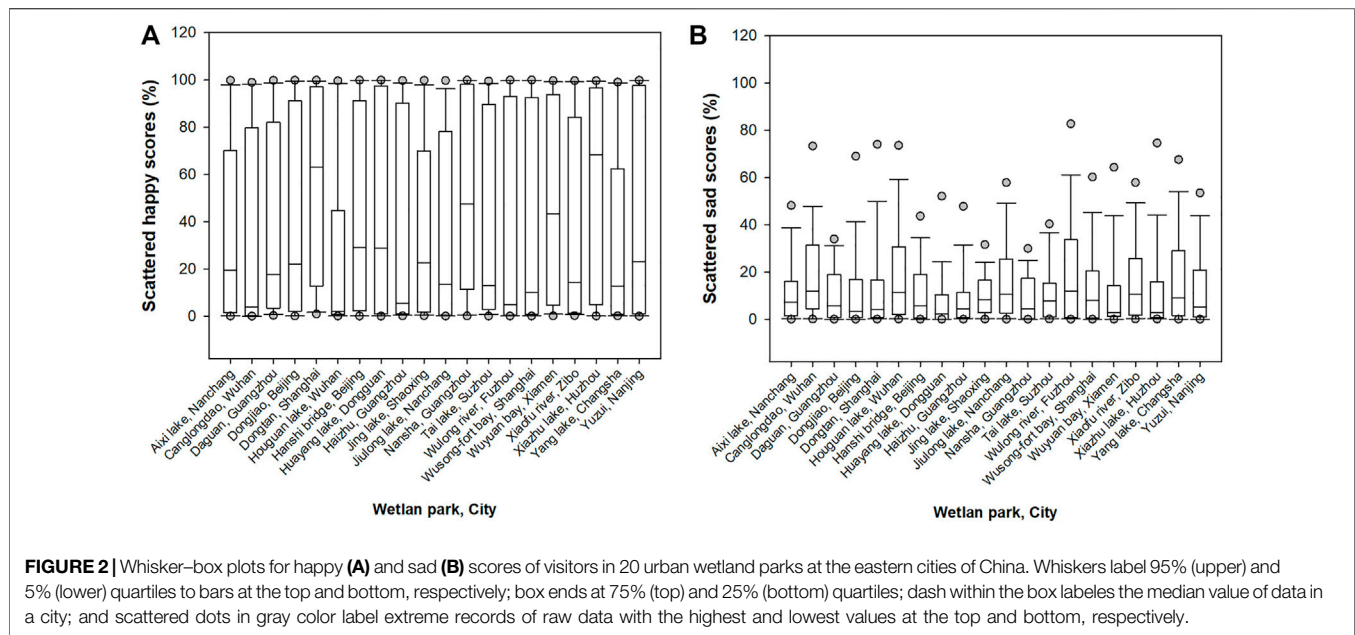 A
B
120
100
80
60
40
20
0
Scattered happy scores (%)
Aixi lake, Nanchang
Canglongdao, Wuhan
Daguan, Guangzhou
Dongjiao, Beijing
Dongtan, Shanghai
Houguan lake, Wuhan
Hanshi bridge, Beijing
Huayang lake, Dongguan
Haizhu, Guangzhou
Jing lake, Shaoxing
Jiulong lake, Nanchang
Nansha, Guangzhou
Tai lake, Suzhou
Wulong river, Fuzhou
Wusong-fort bay, Shanghai
Wuyuan bay, Xiamen
Xiaofu river, Zibo
Xiazhu lake, Huzhou
Yang lake, Changsha
Yuzui, Nanjing
Wetlan park, City
120
100
80
60
40
20
0
Scattered sad scores (%)
Aixi lake, Nanchang
Canglongdao, Wuhan
Daguan, Guangzhou
Dongjiao, Beijing
Dongtan, Shanghai
Houguan lake, Wuhan
Hanshi bridge, Beijing
Huayang lake, Dongguan
Haizhu, Guangzhou
Jing lake, Shaoxing
Jiulong lake, Nanchang
Nansha, Guangzhou
Tai lake, Suzhou
Wulong river, Fuzhou
Wusong-fort bay, Shanghai
Wuyuan bay, Xiamen
Xiaofu river, Zibo
Xiazhu lake, Huzhou
Yang lake, Changsha
Yuzui, Nanjing
Wetlan park, City
FIGURE 2 | Whisker–box plots for happy (A) and sad (B) scores of visitors in 20 urban wetland parks at the eastern cities of China. Whiskers label 95% (upper) and
5% (lower) quartiles to bars at the top and bottom, respectively; box ends at 75% (top) and 25% (bottom) quartiles; dash within the box labeles the median value of data in
a city; and scattered dots in gray color label extreme records of raw data with the highest and lowest values at the top and bottom, respectively.